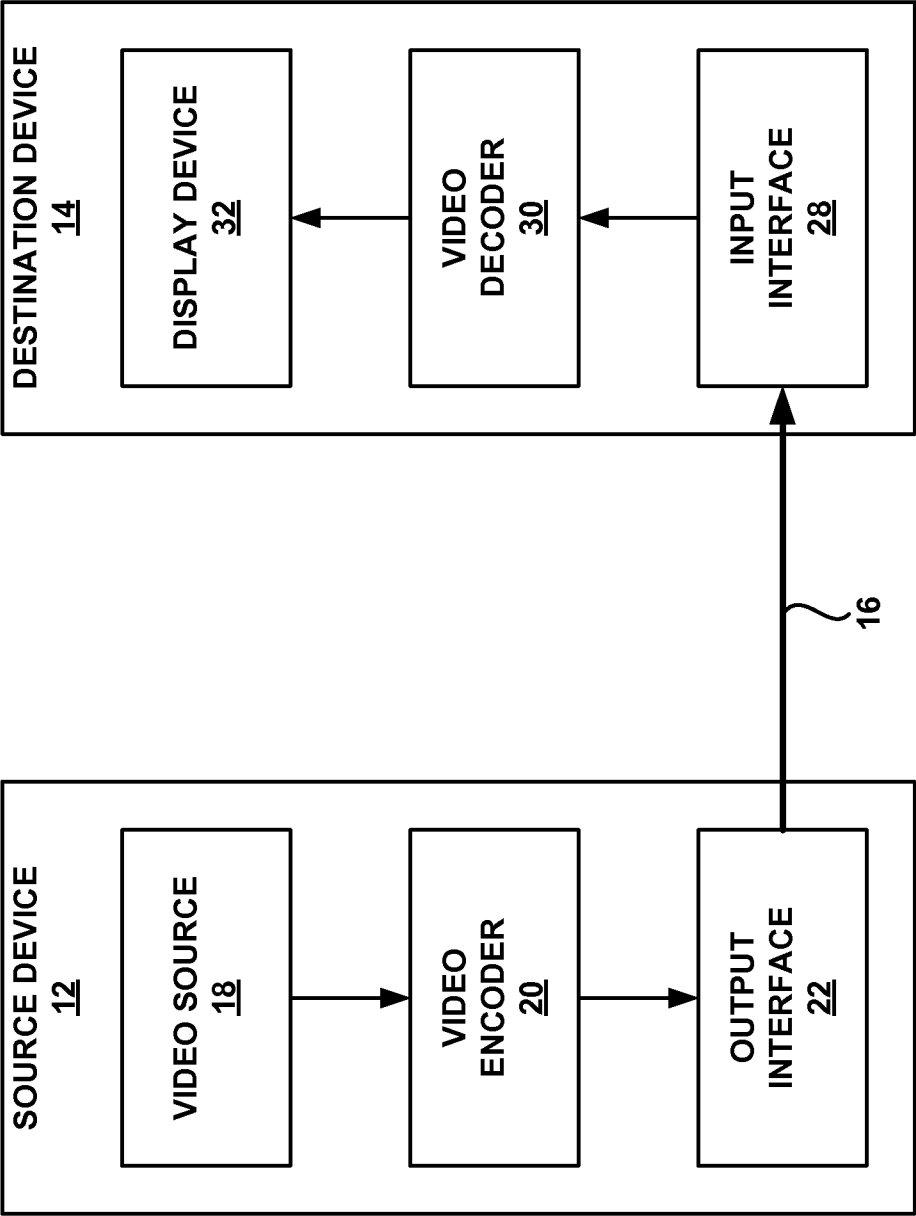 SOURCE DEVICE
12
VIDEO SOURCE
18
VIDEO
ENCODER
20
OUTPUT
INTERFACE
22
16
DESTINATION DEVICE
14
DISPLAY DEVICE
32
VIDEO
DECODER
30
INPUT
INTERFACE
28